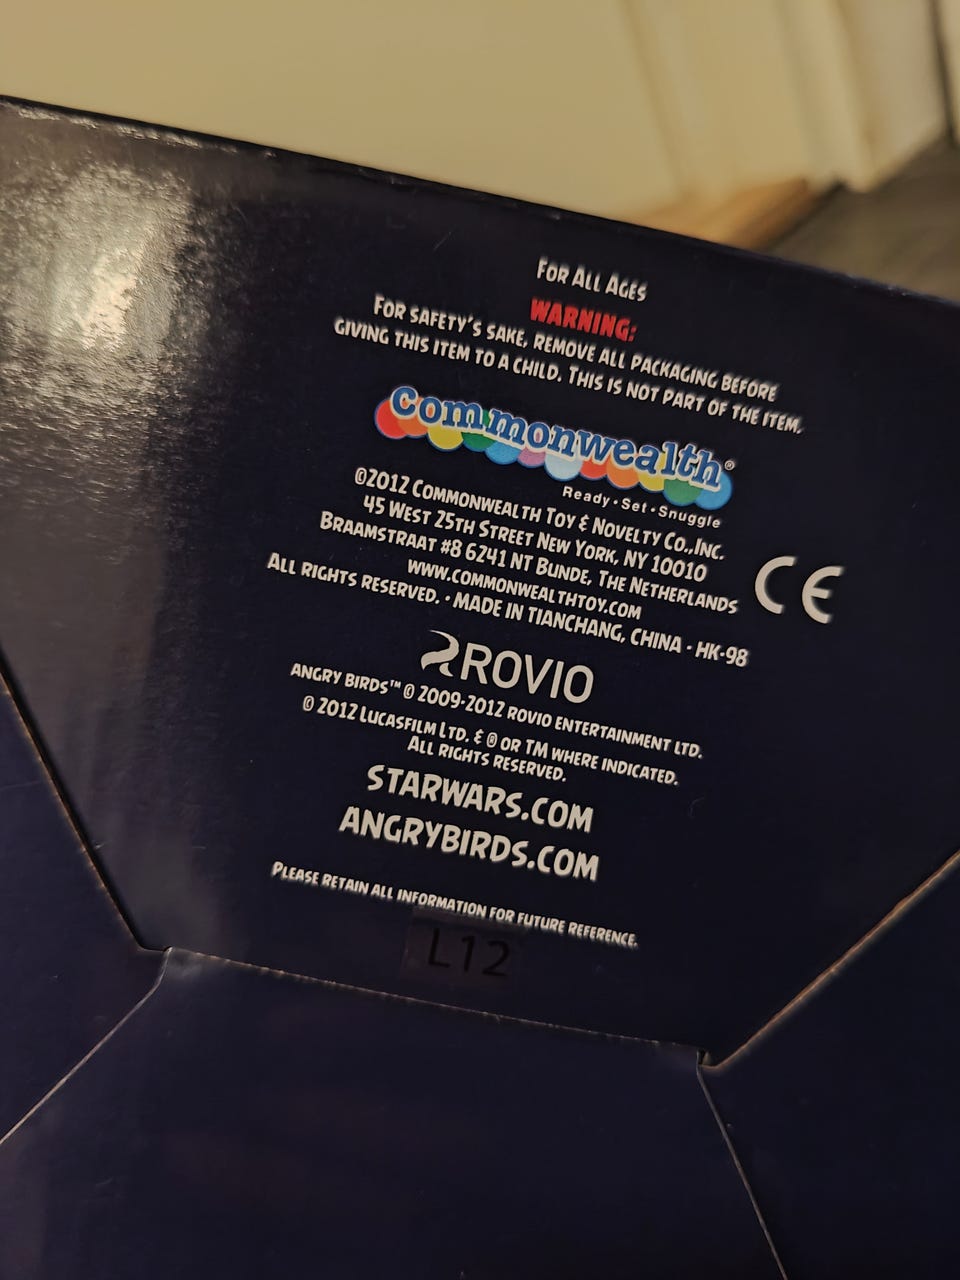 FOR ALL AGES
WARNING:
FOR SAFETY'S SAKE, REMOVE ALL PACKAGING BEFORE
GIVING THIS ITEM TO A CHILD. THIS IS NOT PART OF THE ITEM.
commonwealth®
Ready • Set • Snuggle
©2012 COMMONWEALTH TOY & NOVELTY CO.,INC.
45 WEST 25TH STREET NEW YORK, NY 10010
BRAAMSTRAAT #8 6241 NT BUNDE, THE NETHERLANDS
WWW.COMMONWEALTHTOY.COM
ALL RIGHTS RESERVED. • MADE IN TIANCHANG, CHINA • HK-98
CE
ROVIO
ANGRY BIRDS™ © 2009-2012 ROVIO ENTERTAINMENT LTD.
© 2012 LUCASFILM LTD. & ® OR TM WHERE INDICATED.
ALL RIGHTS RESERVED.
STARWARS.COM
ANGRYBIRDS.COM
PLEASE RETAIN ALL INFORMATION FOR FUTURE REFERENCE.
L12